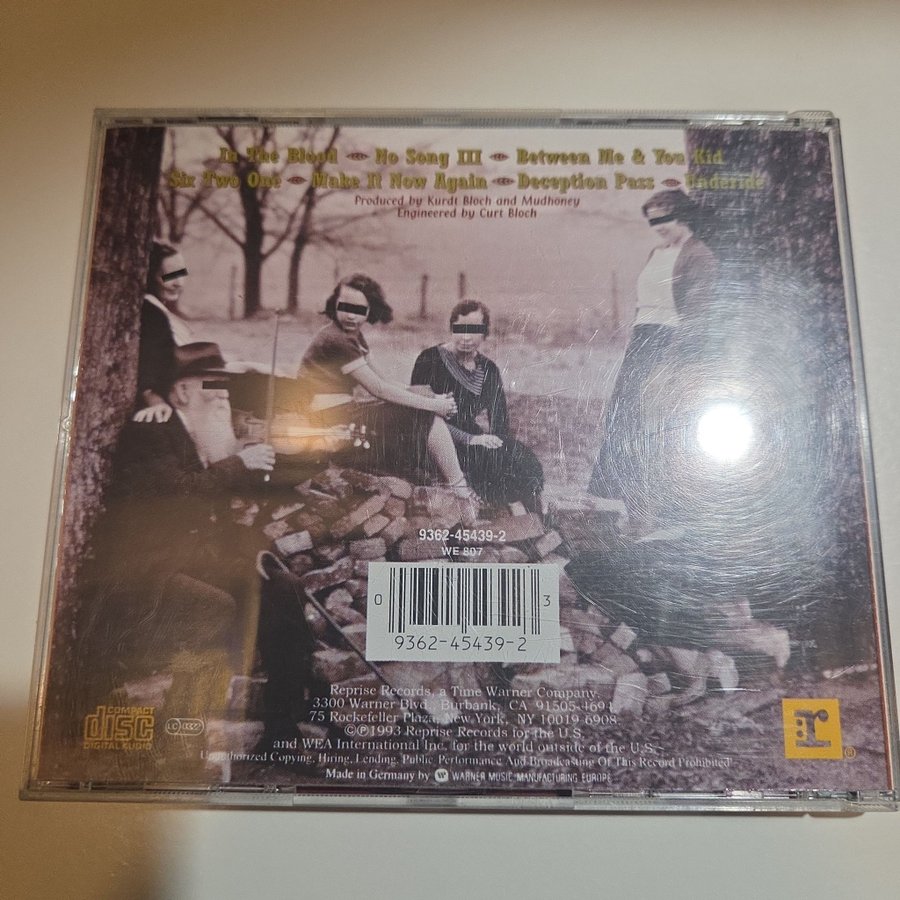 In The Blood No Song III Between Me & You Kid
Six Two One Make It Now Again Deception Pass Underide
Produced by Kurdt Bloch and Mudhoney
Engineered by Curt Bloch
9362-45439-2
WE 807
0 3
9362-45439-2
Reprise Records, a Time Warner Company.
3300 Warner Blvd., Burbank, CA 91505-4694
75 Rockefeller Plaza, New York, NY 10019-6908
©℗1993 Reprise Records for the U.S.
and WEA International Inc. for the world outside of the U.S.
Unauthorized Copying, Hiring, Lending, Public Performance And Broadcasting Of This Record Prohibited
Made in Germany by WARNER MUSIC MANUFACTURING EUROPE
COMPACT
disc
DIGITAL AUDIO
r ®